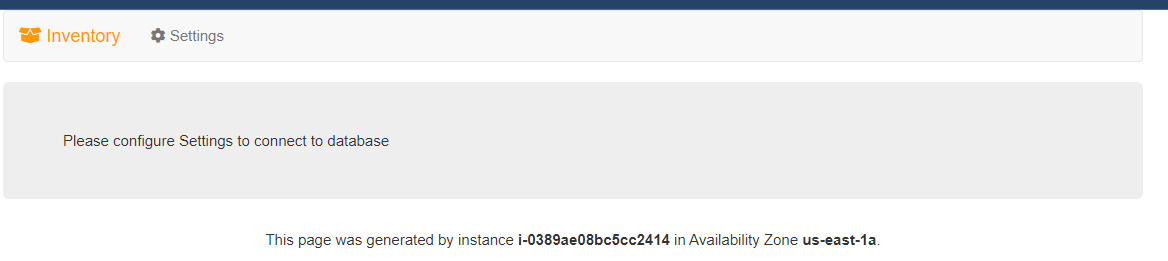 Inventory Settings
Please configure Settings to connect to database
This page was generated by instance i-0389ae08bc5cc2414 in Availability Zone us-east-1a.